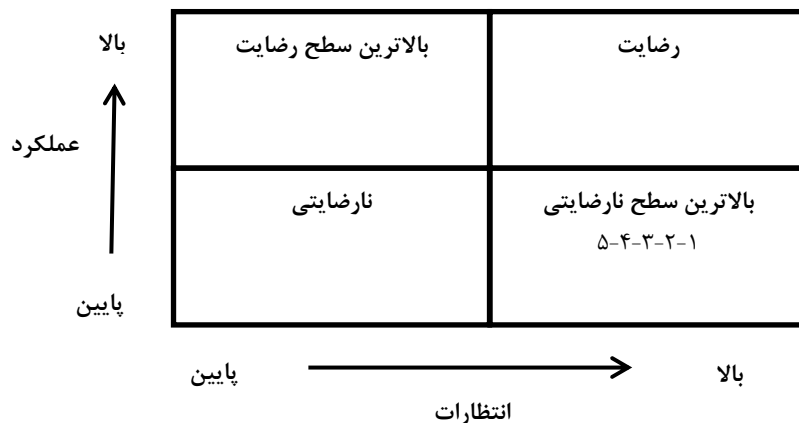 بالا
بالاترین سطح رضایت
رضایت
عملکرد
نارضایتی
بالاترین سطح نارضایتی
۱-۲-۳-۴-۵
پایین
پایین
بالا
انتظارات